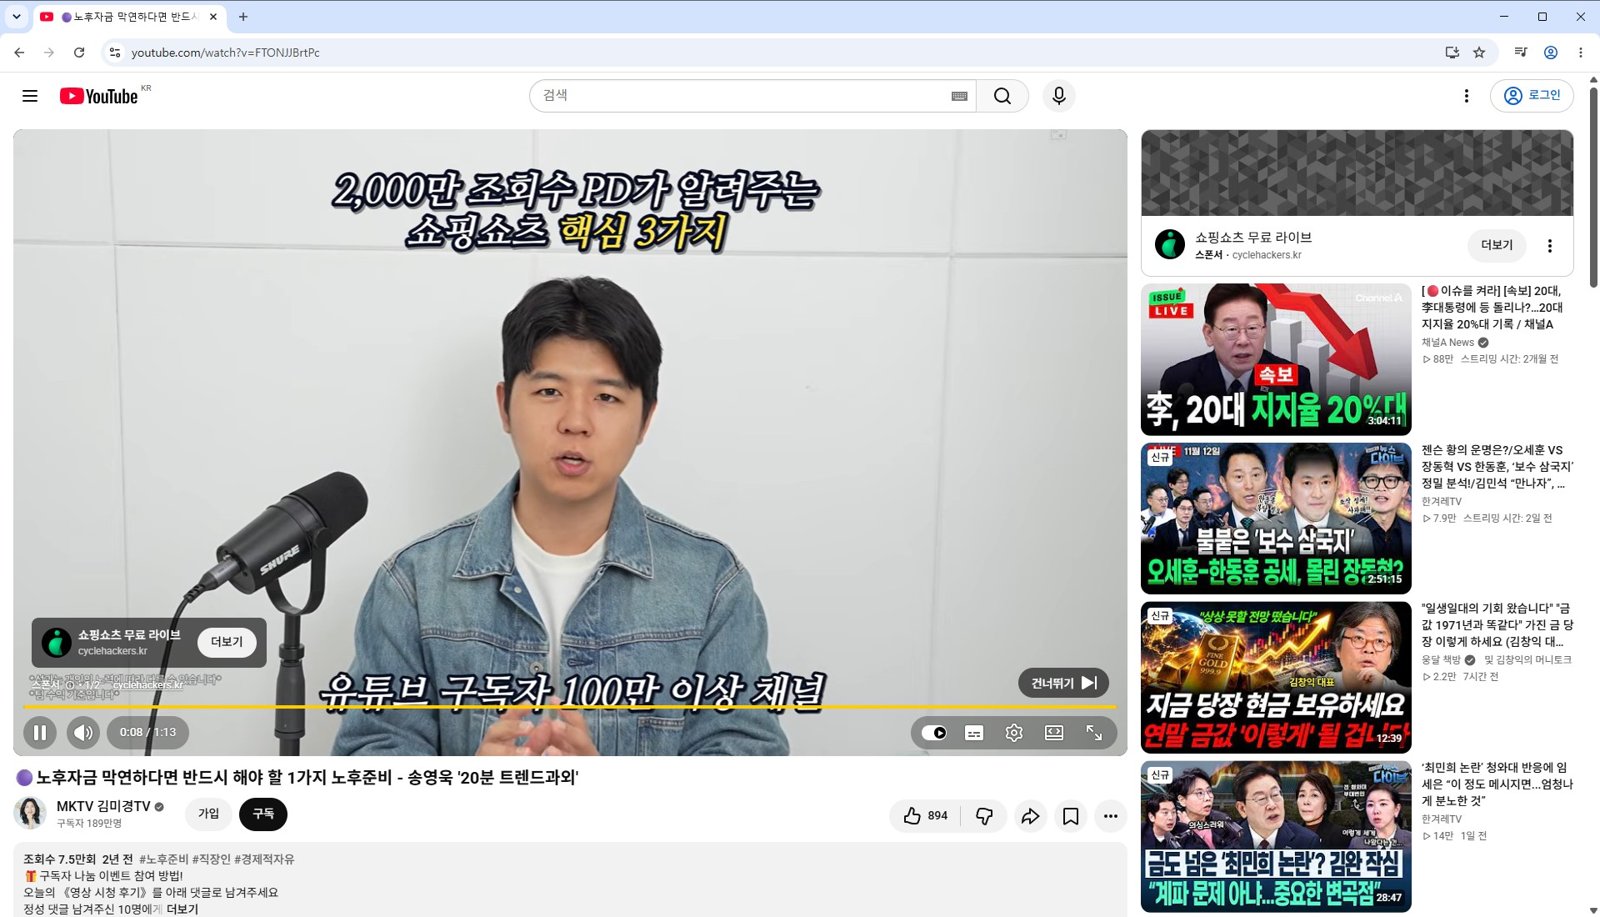 노후자금 막연하다면 반드시
youtube.com/watch?v=FTONJJBrtPc
YouTube KR
검색
로그인
2,000만 조회수 PD가 알려주는
쇼핑쇼츠 핵심 3가지
SHURE
쇼핑쇼츠 무료 라이브
cyclehackers.kr
더보기
스폰서 · 1/2 · cyclehackers.kr
유튜브 구독자 100만 이상 채널
건너뛰기
0:08 / 1:13
노후자금 막연하다면 반드시 해야 할 1가지 노후준비 - 송영욱 '20분 트렌드과외'
MKTV 김미경TV
구독자 189만명
가입
구독
894
조회수 7.5만회 2년 전 #노후준비 #직장인 #경제적자유
구독자 나눔 이벤트 참여 방법!
오늘의 《영상 시청 후기》를 아래 댓글로 남겨주세요
정성 댓글 남겨주신 10명에게 더보기
쇼핑쇼츠 무료 라이브
스폰서 · cyclehackers.kr
더보기
ISSUE
LIVE
Channel A
속보
李, 20대 지지율 20%대
3:04:11
[🔴이슈를 켜라] [속보] 20대,
李대통령에 등 돌리나?...20대
지지율 20%대 기록 / 채널A
채널A News
88만 스트리밍 시간: 2개월 전
신규
11월 12일
불붙은 '보수 삼국지'
오세훈-한동훈 공세, 몰린 장동혁?
2:51:15
젠슨 황의 운명은?/오세훈 VS
장동혁 VS 한동훈, '보수 삼국지'
정밀 분석!/김민석 “만나자”, ...
한겨레TV
7.9만 스트리밍 시간: 2일 전
신규
"상상 못할 전망 떴습니다"
FINE
GOLD
999.9
김창익 대표
지금 당장 현금 보유하세요
연말 금값 '이렇게' 될 겁니다
12:39
"일생일대의 기회 왔습니다" "금
값 1971년과 똑같다" 가진 금 당
장 이렇게 하세요 (김창익 대...
웅달 책방 및 김창익의 머니토크
2.2만 7시간 전
신규
의심스러워
금도 넘은 '최민희 논란'? 김완 작심
“계파 문제 아냐...중요한 변곡점”
28:47
‘최민희 논란’ 청와대 반응에 임
세은 “이 정도 메시지면...엄청나
게 분노한 것”
한겨레TV
14만 1일 전